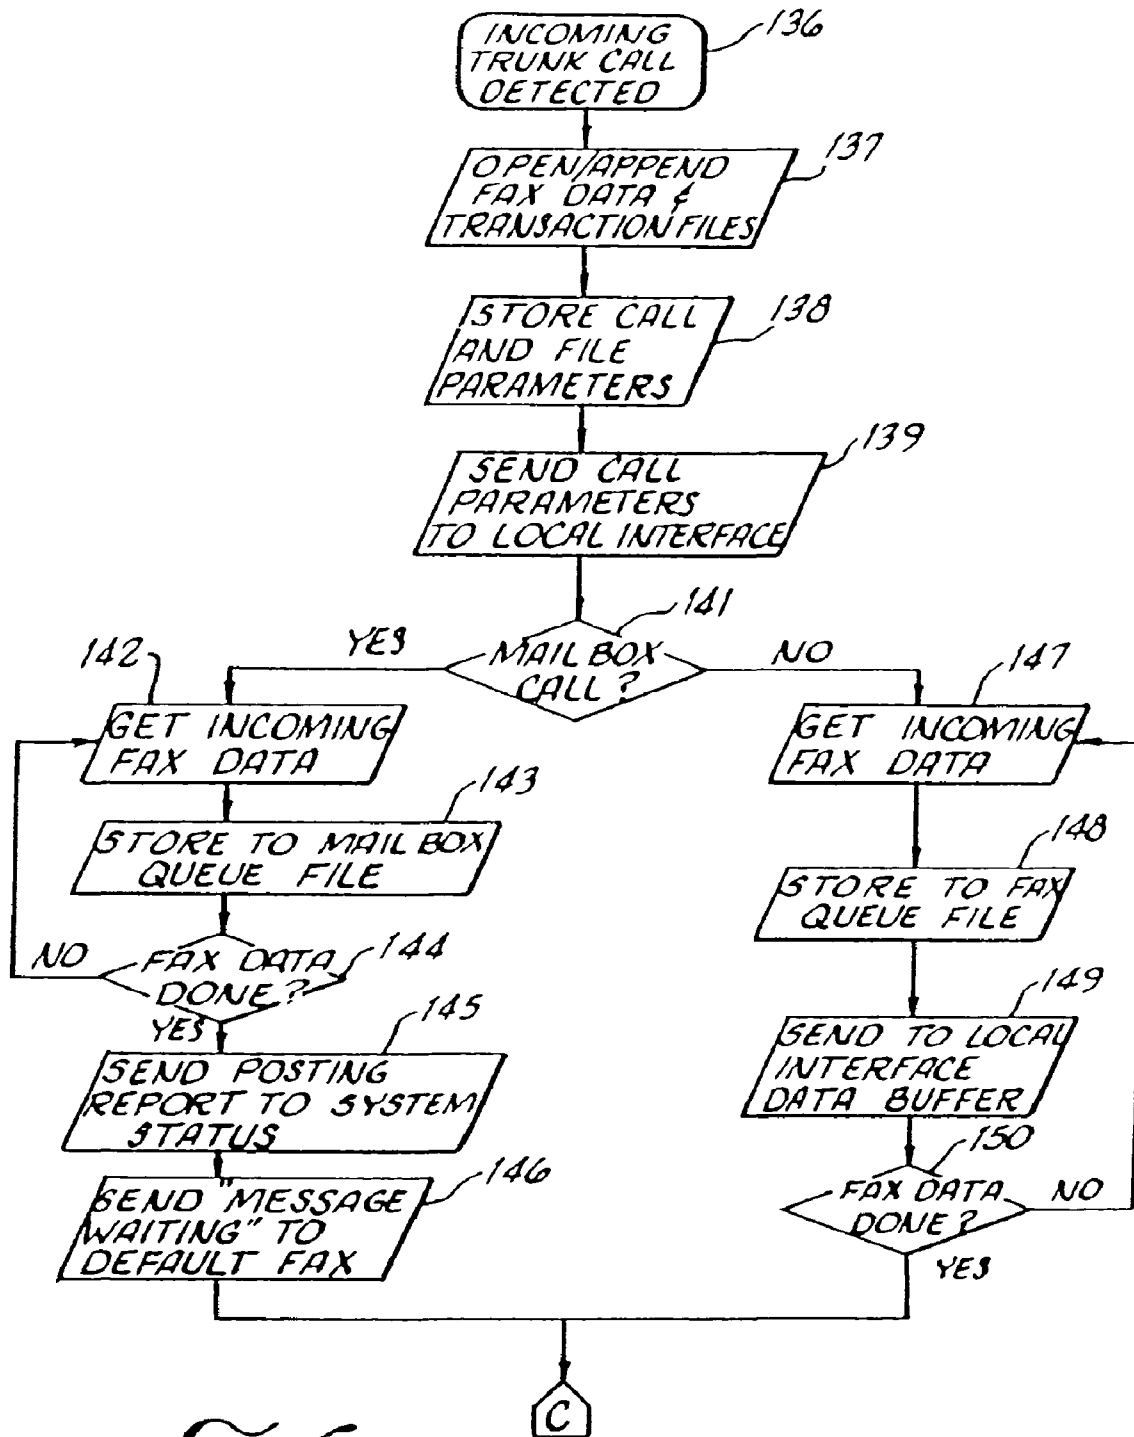 INCOMING
TRUNK CALL
DETECTED
136
OPEN/APPEND
FAX DATA &
TRANSACTION FILES
137
STORE CALL
AND FILE
PARAMETERS
138
SEND CALL
PARAMETERS
TO LOCAL INTERFACE
139
MAIL BOX
CALL?
141
YES
NO
142
GET INCOMING
FAX DATA
143
STORE TO MAIL BOX
QUEUE FILE
144
FAX DATA
DONE?
NO
YES
145
SEND POSTING
REPORT TO SYSTEM
STATUS
146
SEND "MESSAGE
WAITING" TO
DEFAULT FAX
147
GET INCOMING
FAX DATA
148
STORE TO FAX
QUEUE FILE
149
SEND TO LOCAL
INTERFACE
DATA BUFFER
150
FAX DATA
DONE?
NO
YES
C